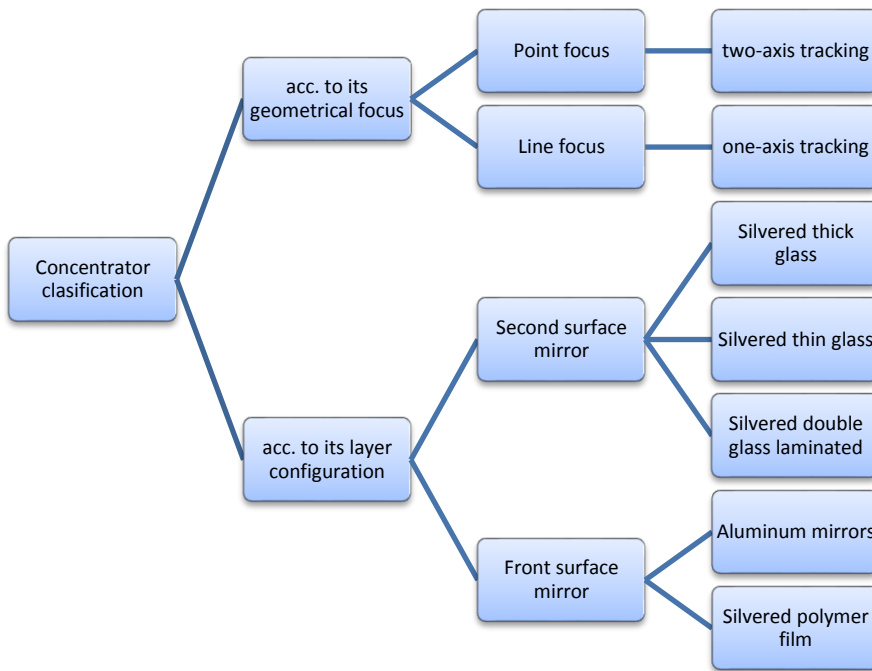 Concentrator
clasification
acc. to its
geometrical focus
Point focus
two-axis tracking
Line focus
one-axis tracking
acc. to its layer
configuration
Second surface
mirror
Silvered thick
glass
Silvered thin glass
Silvered double
glass laminated
Front surface
mirror
Aluminum mirrors
Silvered polymer
film